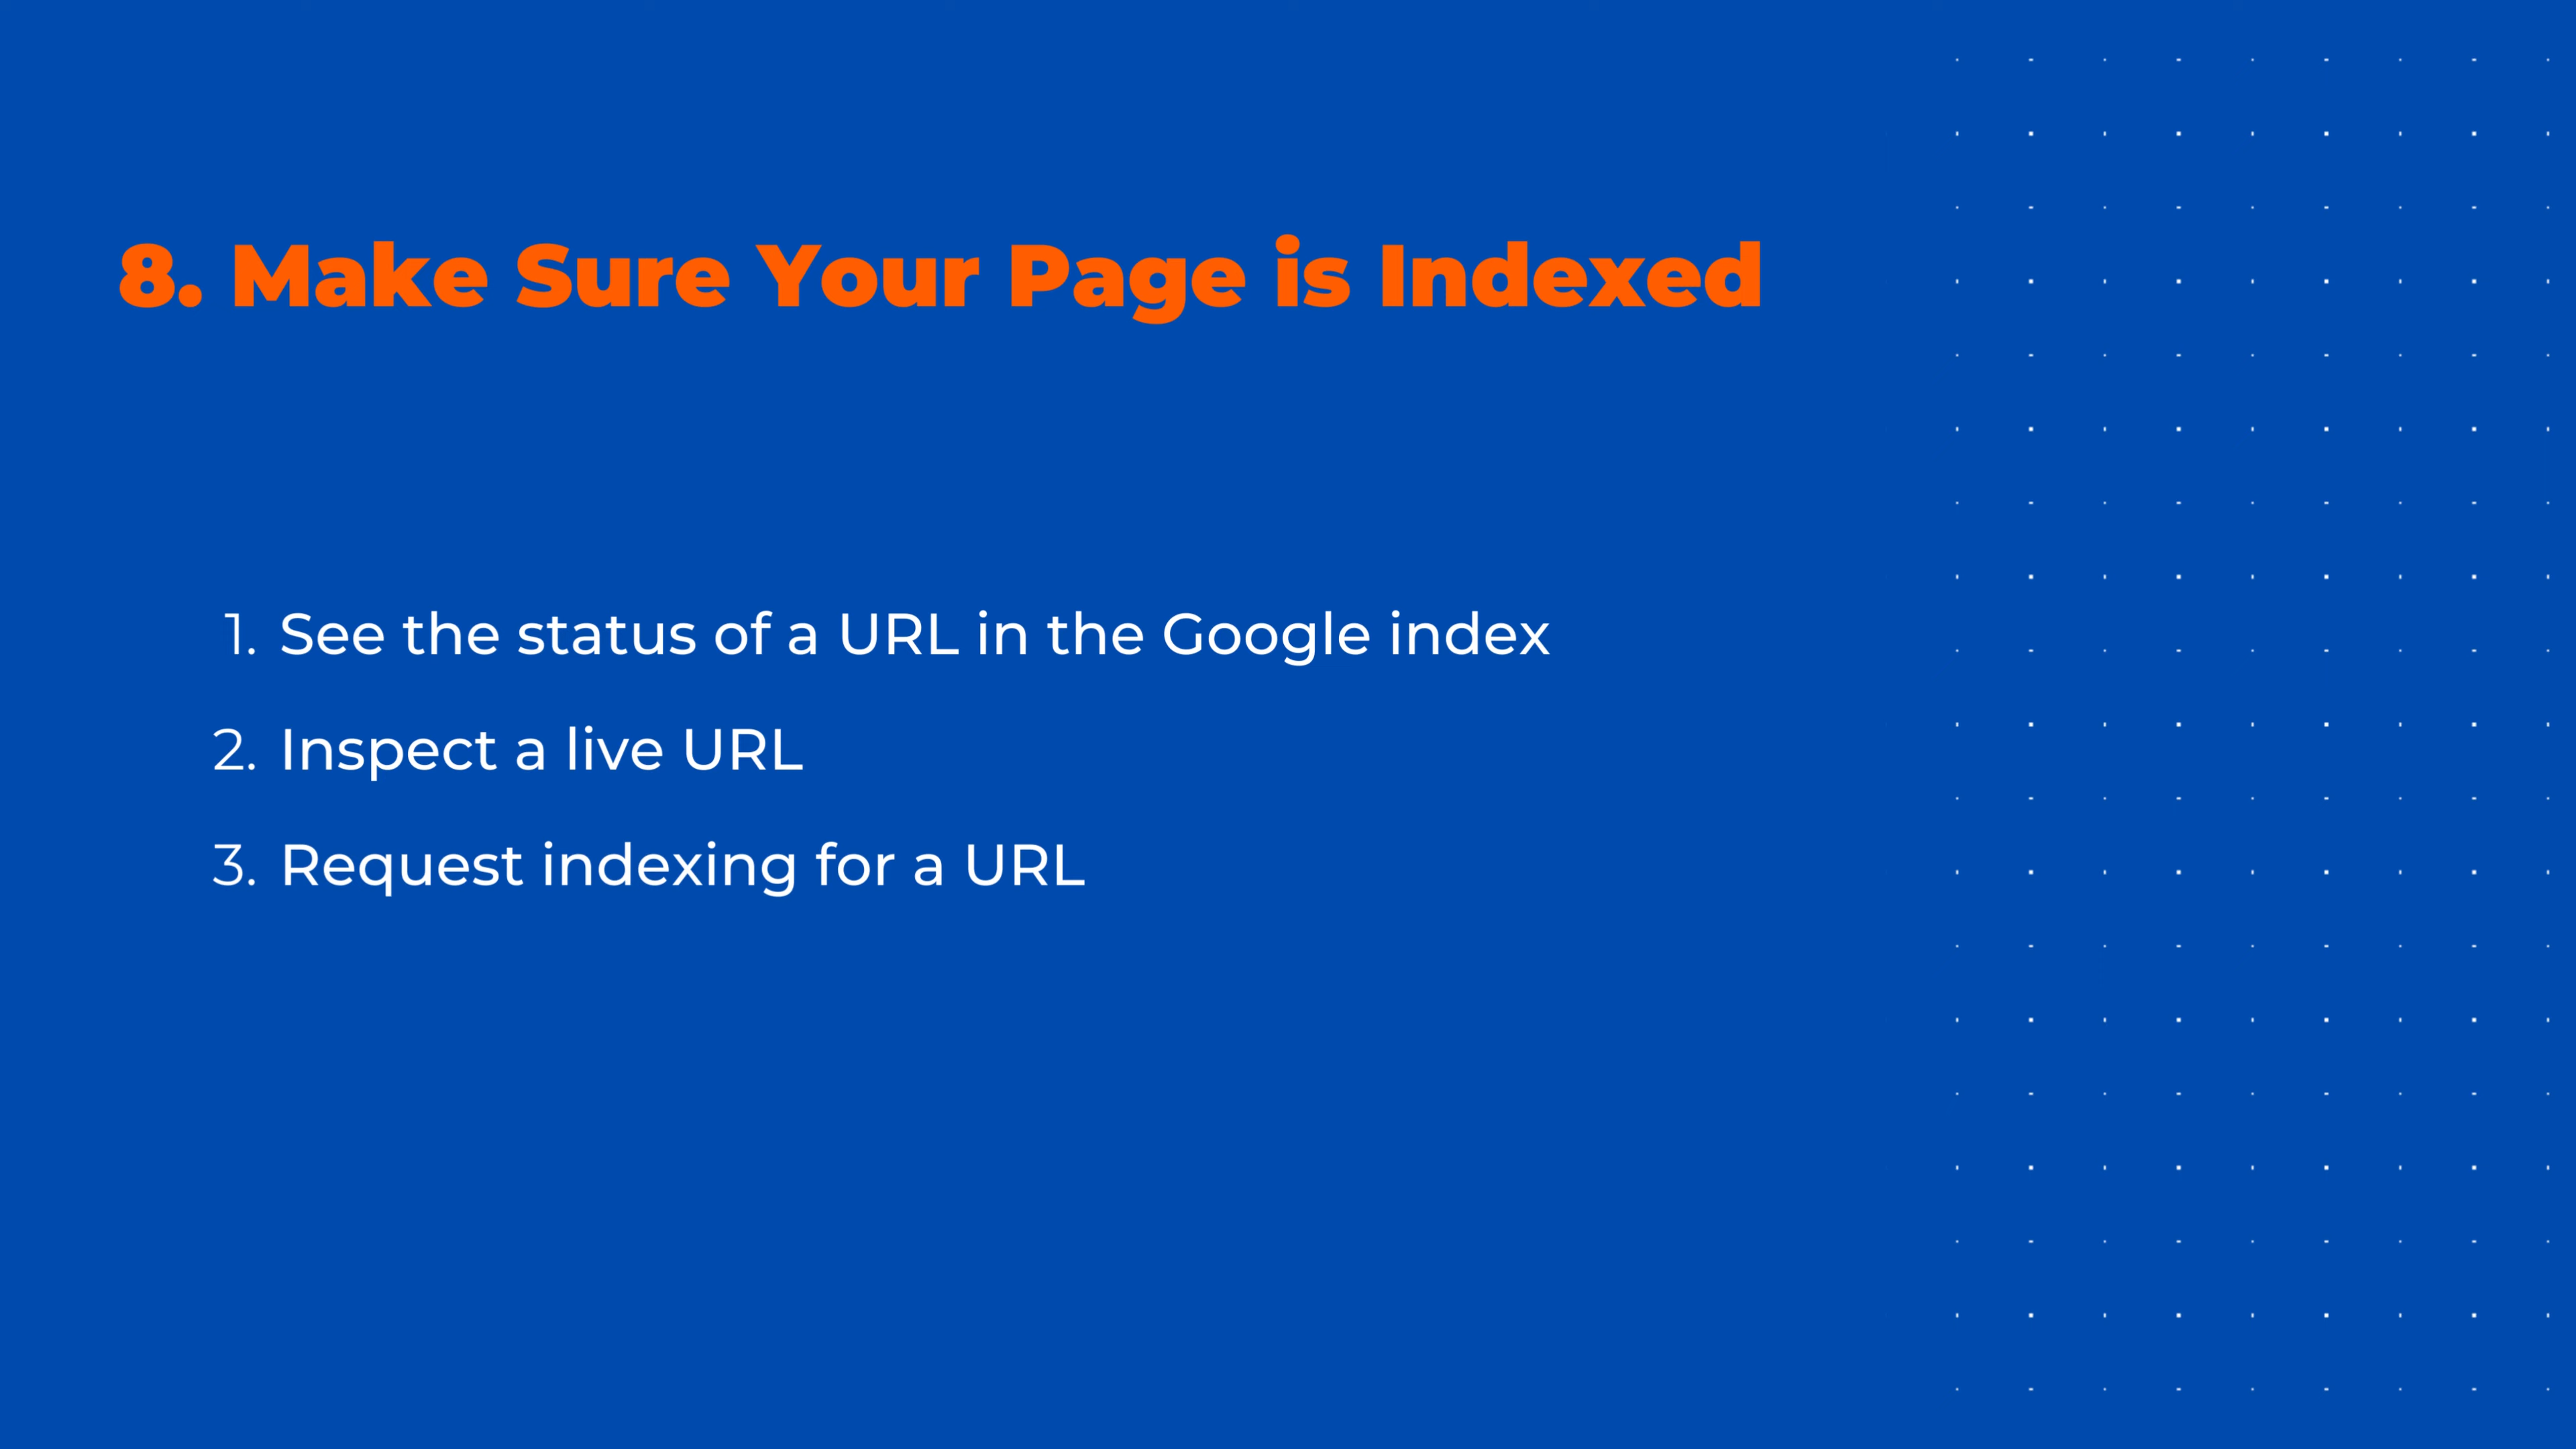 8. Make Sure Your Page is Indexed
1. See the status of a URL in the Google index
2. Inspect a live URL
3. Request indexing for a URL